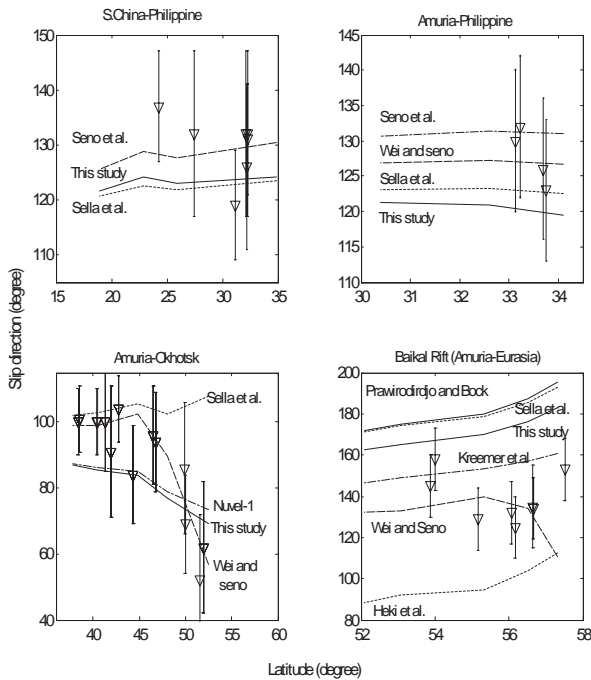 S.China-Philippine
Amuria-Philippine
150
140
130
120
110
15
20
25
30
35
Seno et al.
This study
Sella et al.
150
145
140
135
130
125
120
115
110
30
31
32
33
34
Seno et al.
Wei and seno
Sella et al.
This study
Slip direction (degree)
Amuria-Okhotsk
Baikal Rift (Amuria-Eurasia)
100
80
60
40
40
45
50
55
60
Sella et al.
Nuvel-1
This study
Wei and
seno
200
180
160
140
120
100
80
52
54
56
58
Prawirodirdjo and Bock
Sella et al.
This study
Kreemer et al
Wei and Seno
Heki et al.
Latitude (degree)